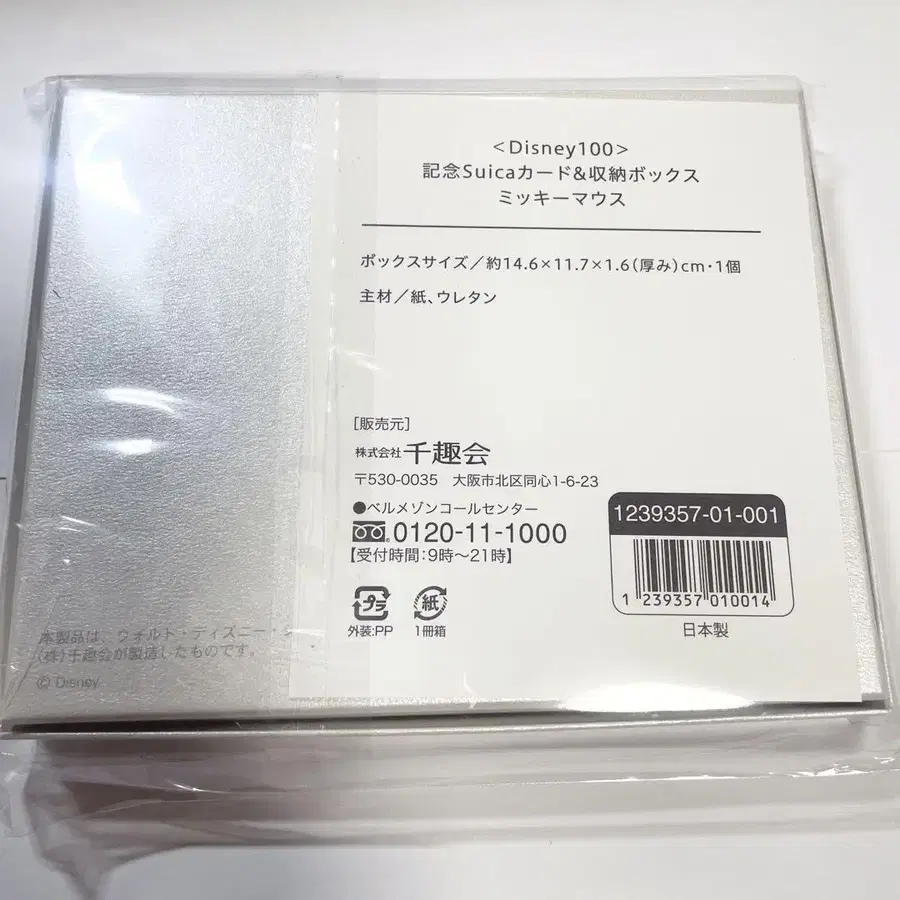 <Disney100>
記念Suicaカード&収納ボックス
ミッキーマウス
ボックスサイズ/約14.6×11.7×1.6(厚み)cm・1個
主材/紙、ウレタン
[販売元]
株式会社 千趣会
〒530-0035 大阪市北区同心1-6-23
●ベルメゾンコールセンター
0120-11-1000
【受付時間:9時~21時】
プラ
外装:PP
紙
1冊箱
1239357-01-001
1 239357 010014
日本製
本製品は、ウォルト・ディズニー・
(株)千趣会が製造したものです。
© Disney